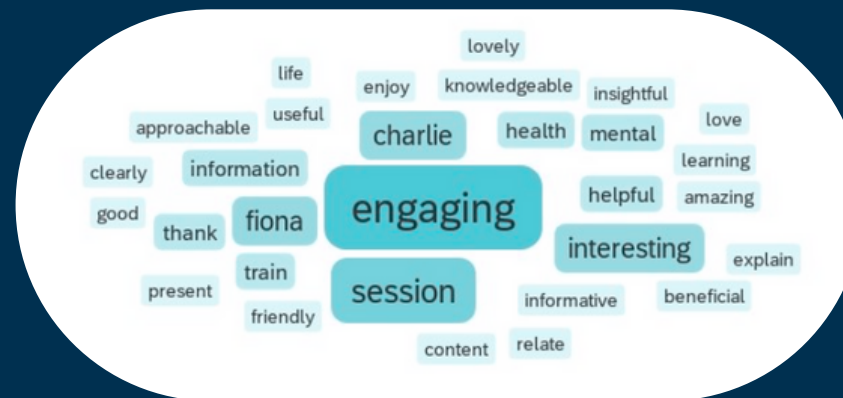 lovely
life
enjoy
knowledgeable
insightful
useful
approachable
charlie
health
mental
love
clearly
information
learning
engaging
helpful
amazing
good
thank
fiona
interesting
explain
train
session
present
informative
beneficial
friendly
content
relate